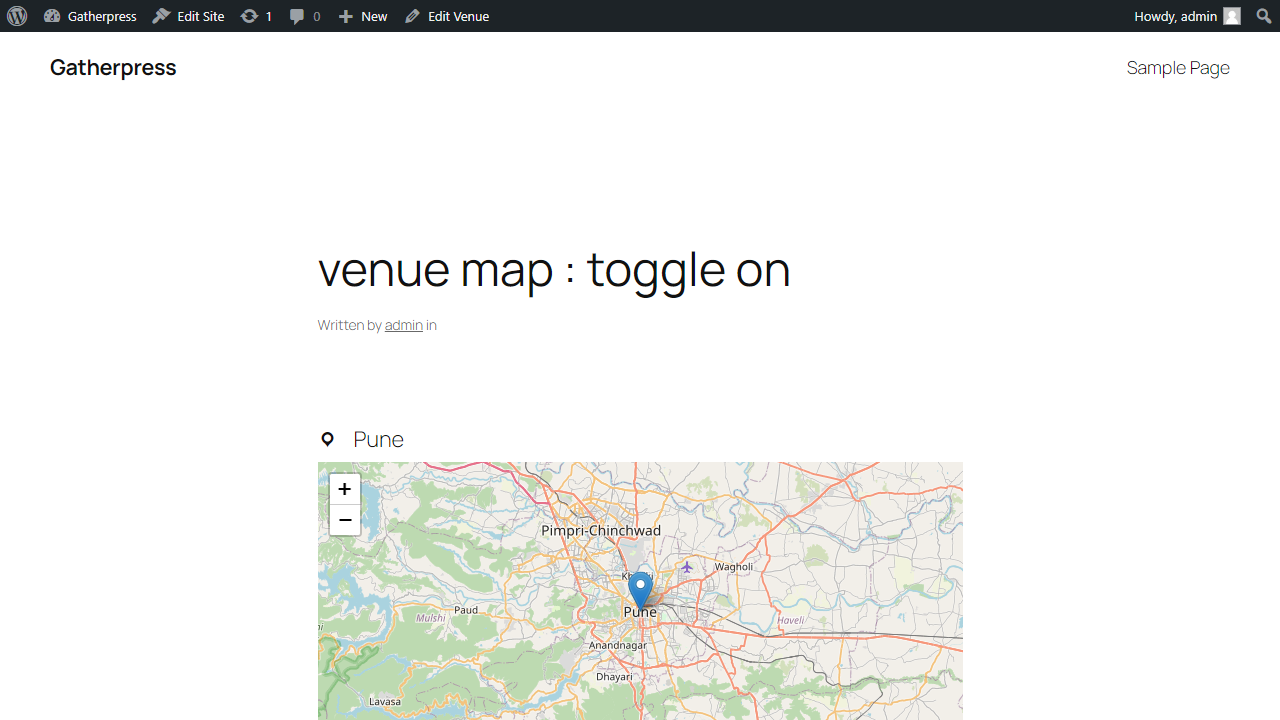 Gatherpress Edit Site 1 0 New Edit Venue Howdy, admin
Gatherpress Sample Page
venue map : toggle on
Written by admin in
Pune
+
−
Pimpri-Chinchwad
Wagholi
Paud
Mulshi
Pune
Haveli
Anandnagar
Dhayari
Lavasa